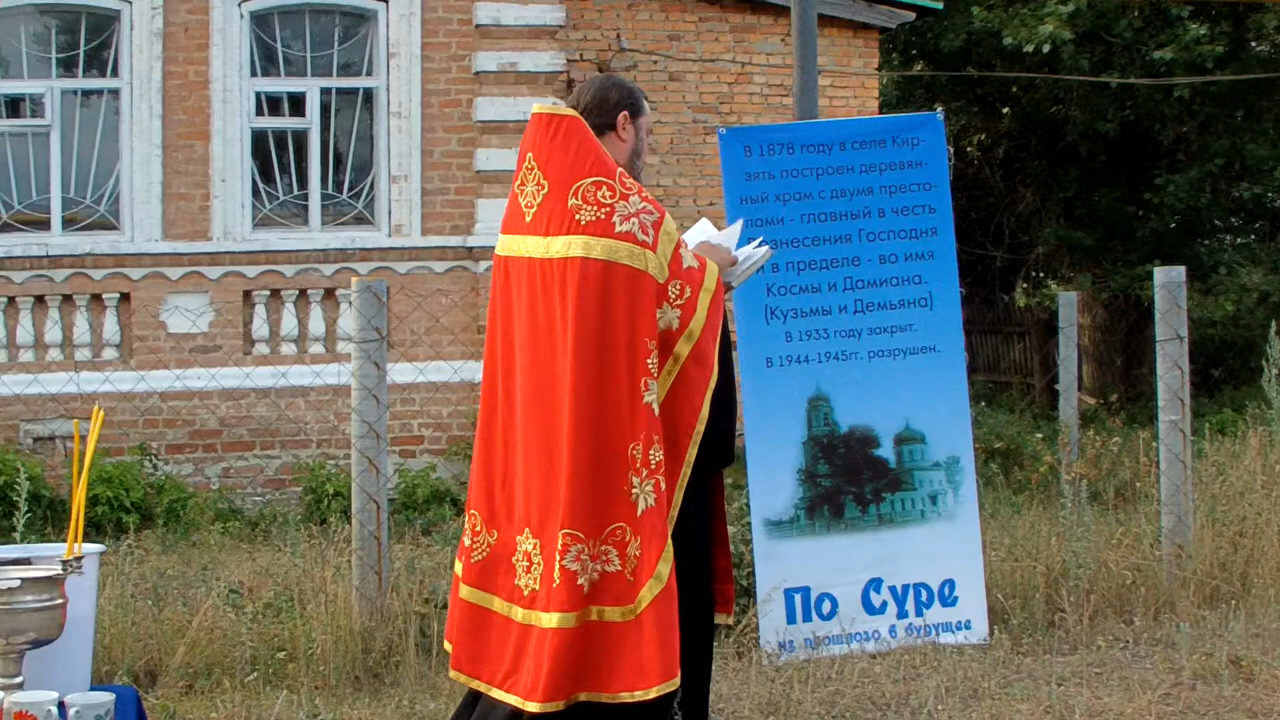 В 1878 году в селе Кир-
зять построен деревян-
ный храм с двумя престо-
лами - главный в честь
Вознесения Господня
и в пределе - во имя
Космы и Дамиана.
(Кузьмы и Демьяна)
В 1933 году закрыт.
В 1944-1945гг. разрушен.
По Суре
из прошлого в будущее